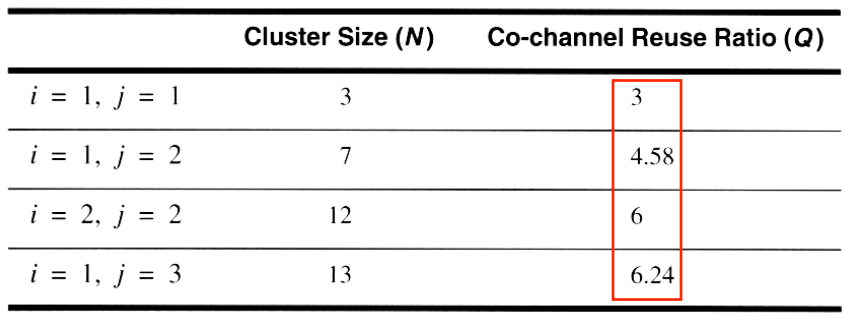 Cluster Size (N) Co-channel Reuse Ratio (Q)
i = 1, j = 1 3 3
i = 1, j = 2 7 4.58
i = 2, j = 2 12 6
i = 1, j = 3 13 6.24